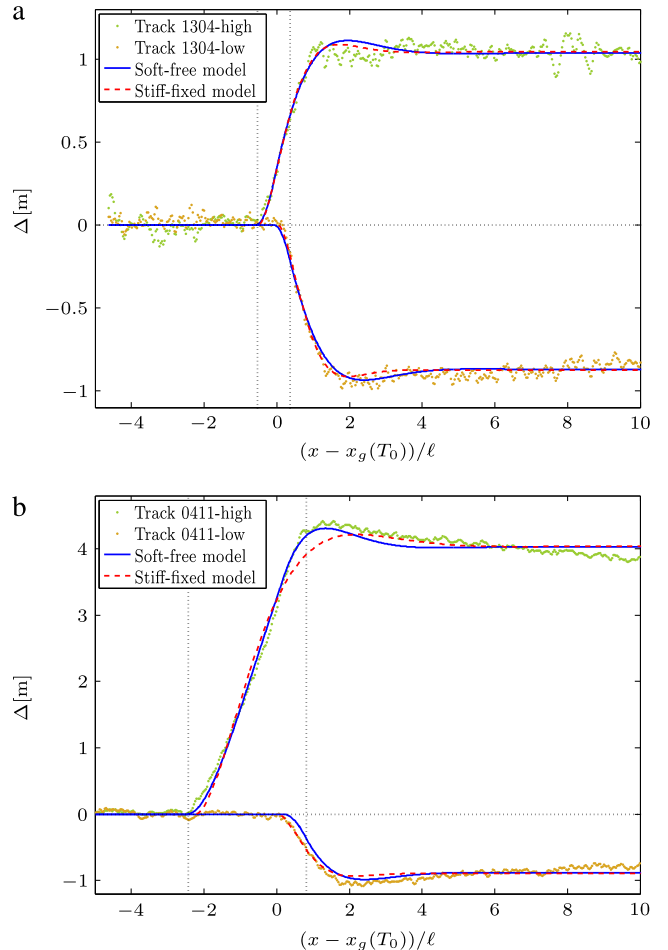 a
Track 1304-high
Track 1304-low
Soft-free model
Stiff-fixed model
1
0.5
0
−0.5
−1
Δ[m]
−4 −2 0 2 4 6 8 10
(x − x_g(T_0))/ℓ
b
Track 0411-high
Track 0411-low
Soft-free model
Stiff-fixed model
4
3
2
1
0
−1
Δ[m]
−4 −2 0 2 4 6 8 10
(x − x_g(T_0))/ℓ